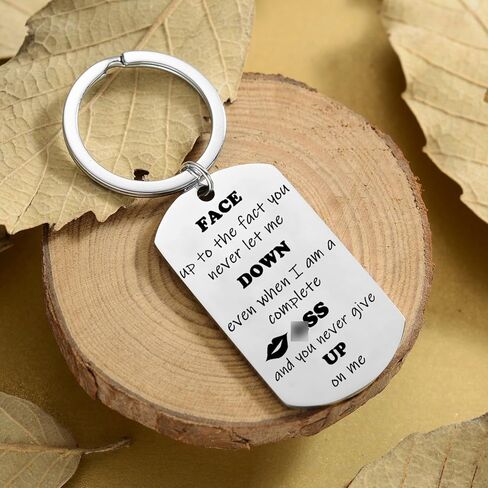 FACE
up to the fact you
never let me
DOWN
even when I am a
complete
SS
and you never give
UP
on me